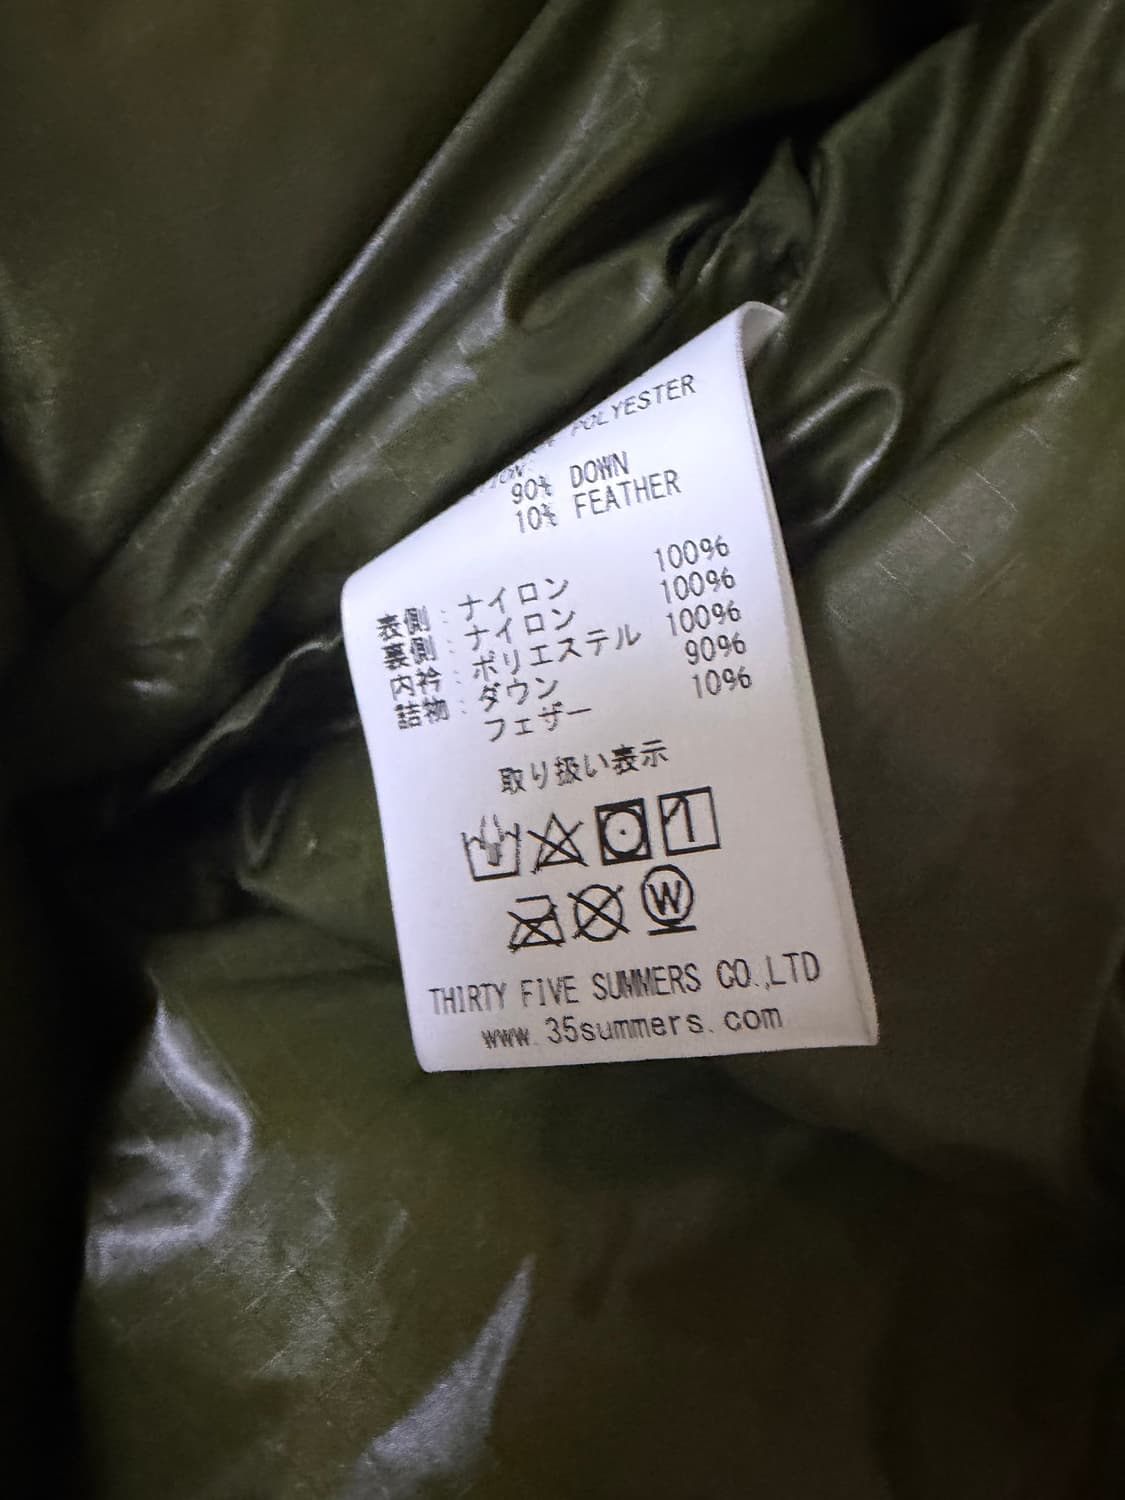 POLYESTER
90% DOWN
10% FEATHER
表側 : ナイロン 100%
裏側 : ナイロン 100%
内衿 : ポリエステル 100%
詰物 : ダウン 90%
フェザー 10%
取り扱い表示
W
THIRTY FIVE SUMMERS CO.,LTD
www.35summers.com